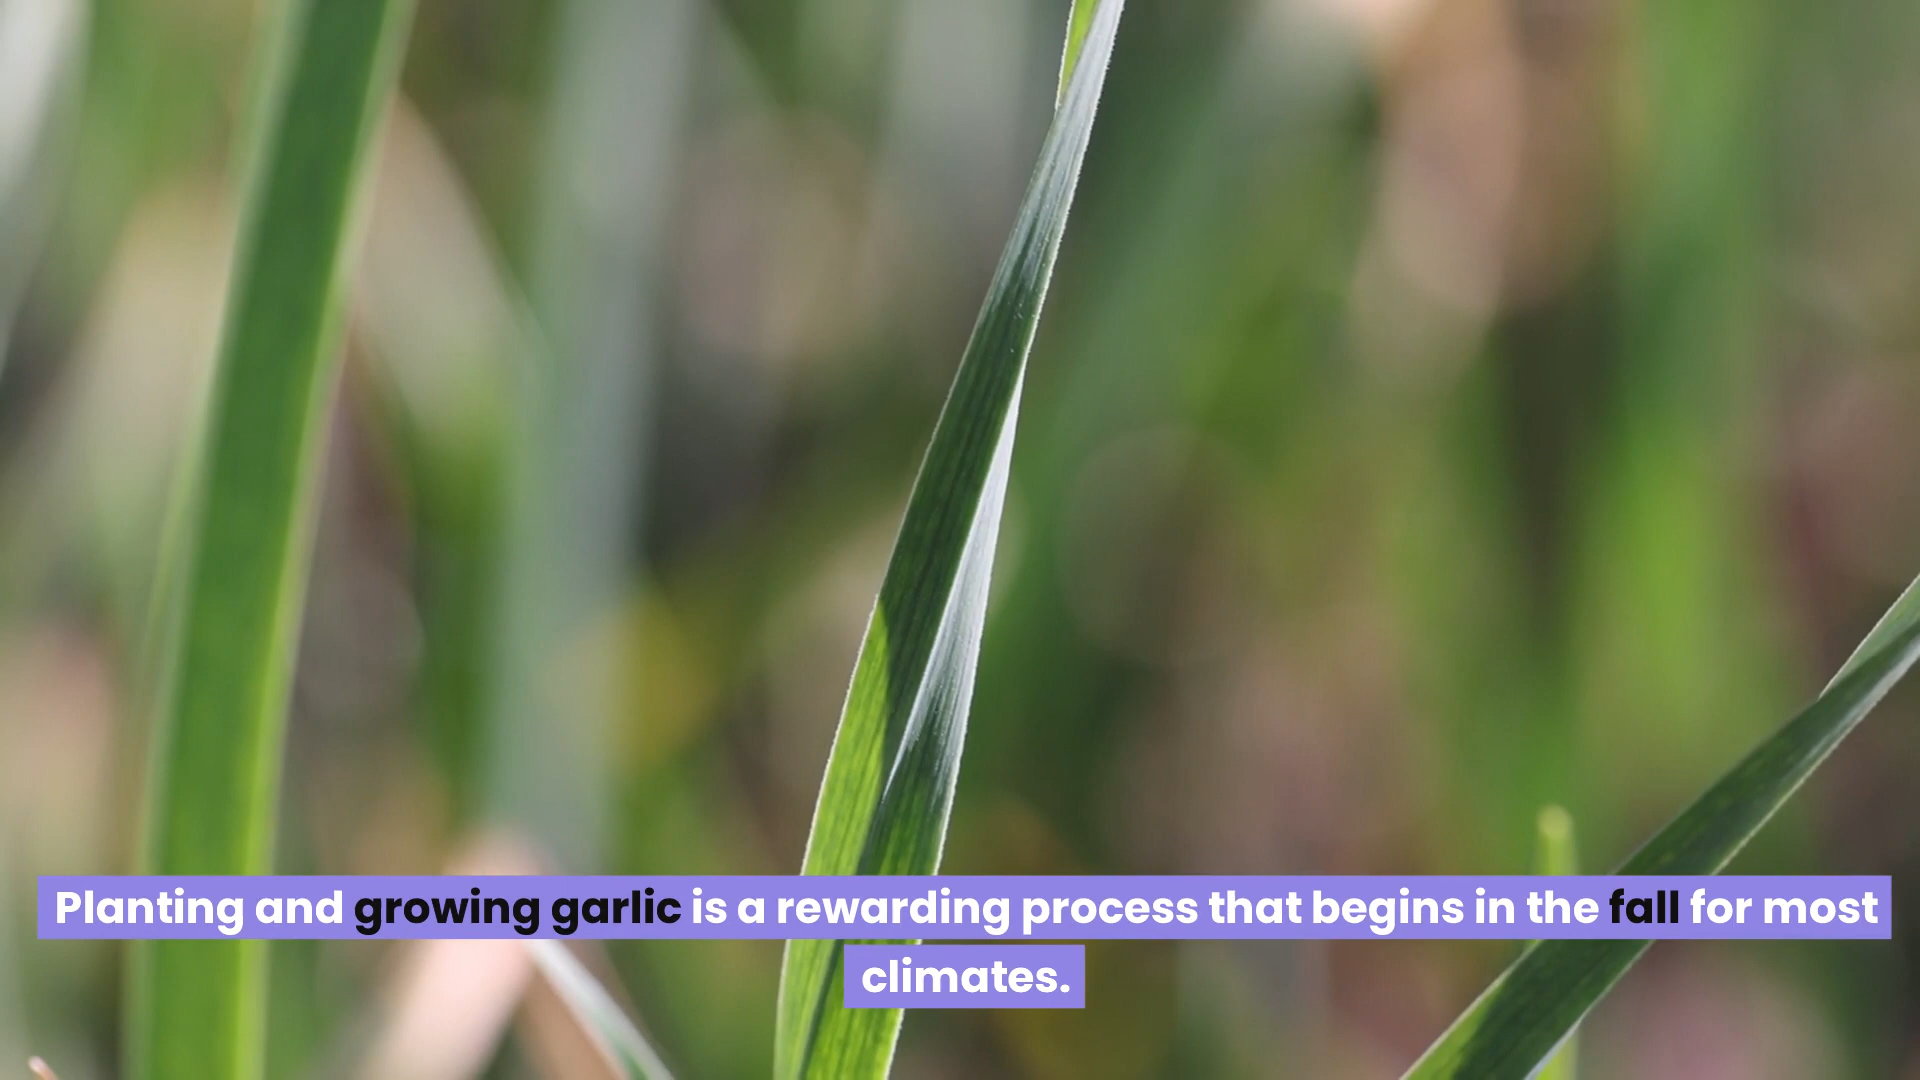 Planting and growing garlic is a rewarding process that begins in the fall for most
climates.